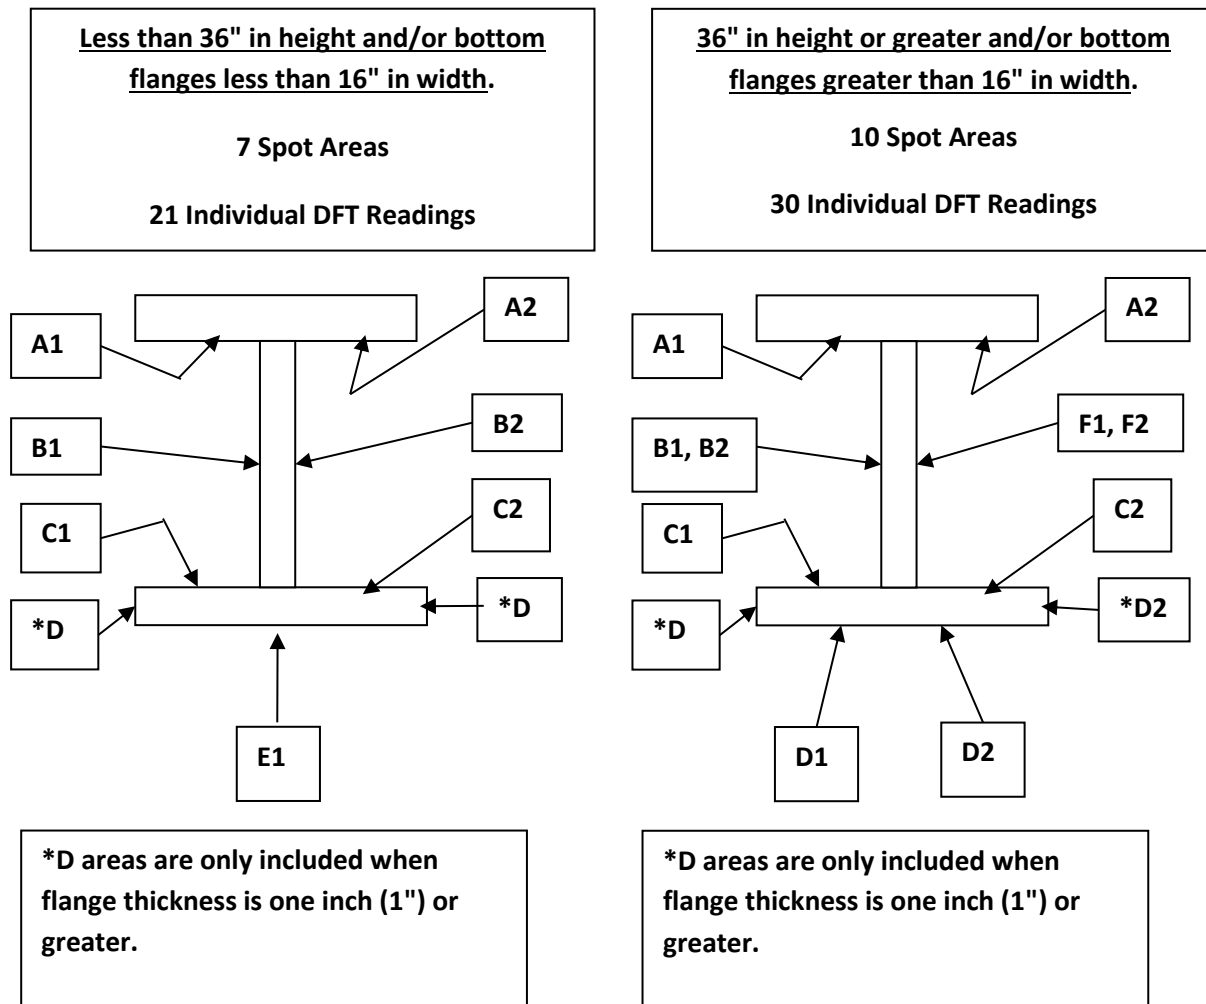 Less than 36" in height and/or bottom
flanges less than 16" in width.
7 Spot Areas
21 Individual DFT Readings
A1
A2
B1
B2
C1
C2
*D
*D
E1
*D areas are only included when
flange thickness is one inch (1") or
greater.
36" in height or greater and/or bottom
flanges greater than 16" in width.
10 Spot Areas
30 Individual DFT Readings
A1
A2
B1, B2
F1, F2
C1
C2
*D
*D2
D1
D2
*D areas are only included when
flange thickness is one inch (1") or
greater.